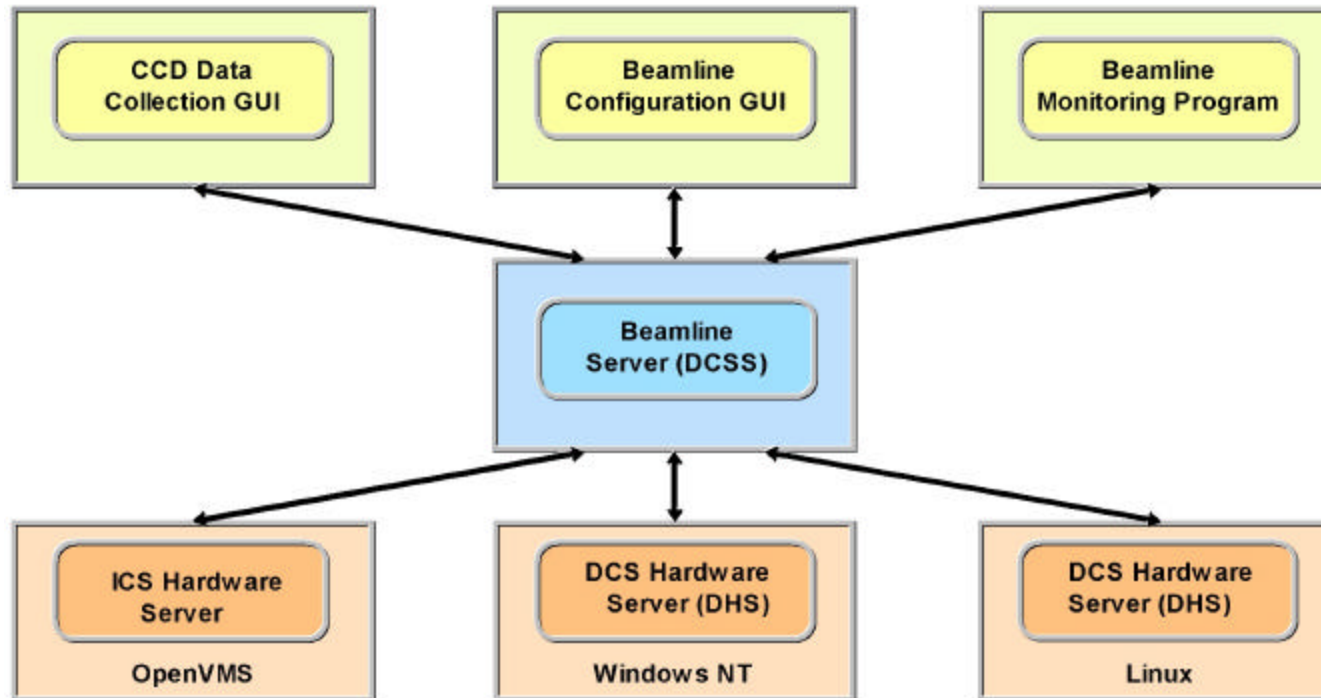 CCD Data
Collection GUI
Beamline
Configuration GUI
Beamline
Monitoring Program
Beamline
Server (DCSS)
ICS Hardware
Server
OpenVMS
DCS Hardware
Server (DHS)
Windows NT
DCS Hardware
Server (DHS)
Linux